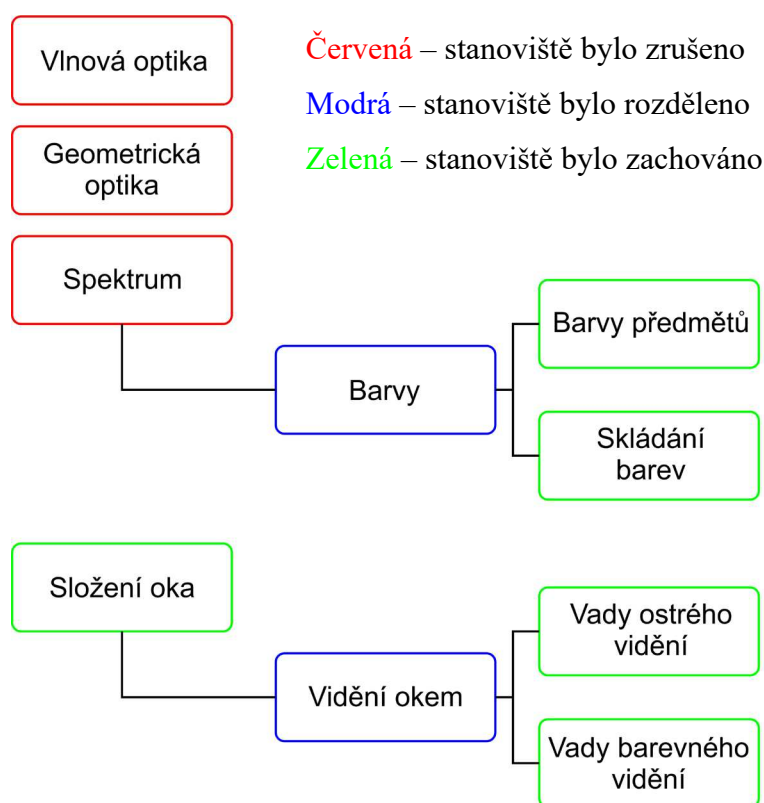 Vlnová optika
Červená – stanoviště bylo zrušeno
Modrá – stanoviště bylo rozděleno
Zelená – stanoviště bylo zachováno
Geometrická
optika
Spektrum
Barvy
Barvy předmětů
Skládání
barev
Složení oka
Vidění okem
Vady ostrého
vidění
Vady barevného
vidění